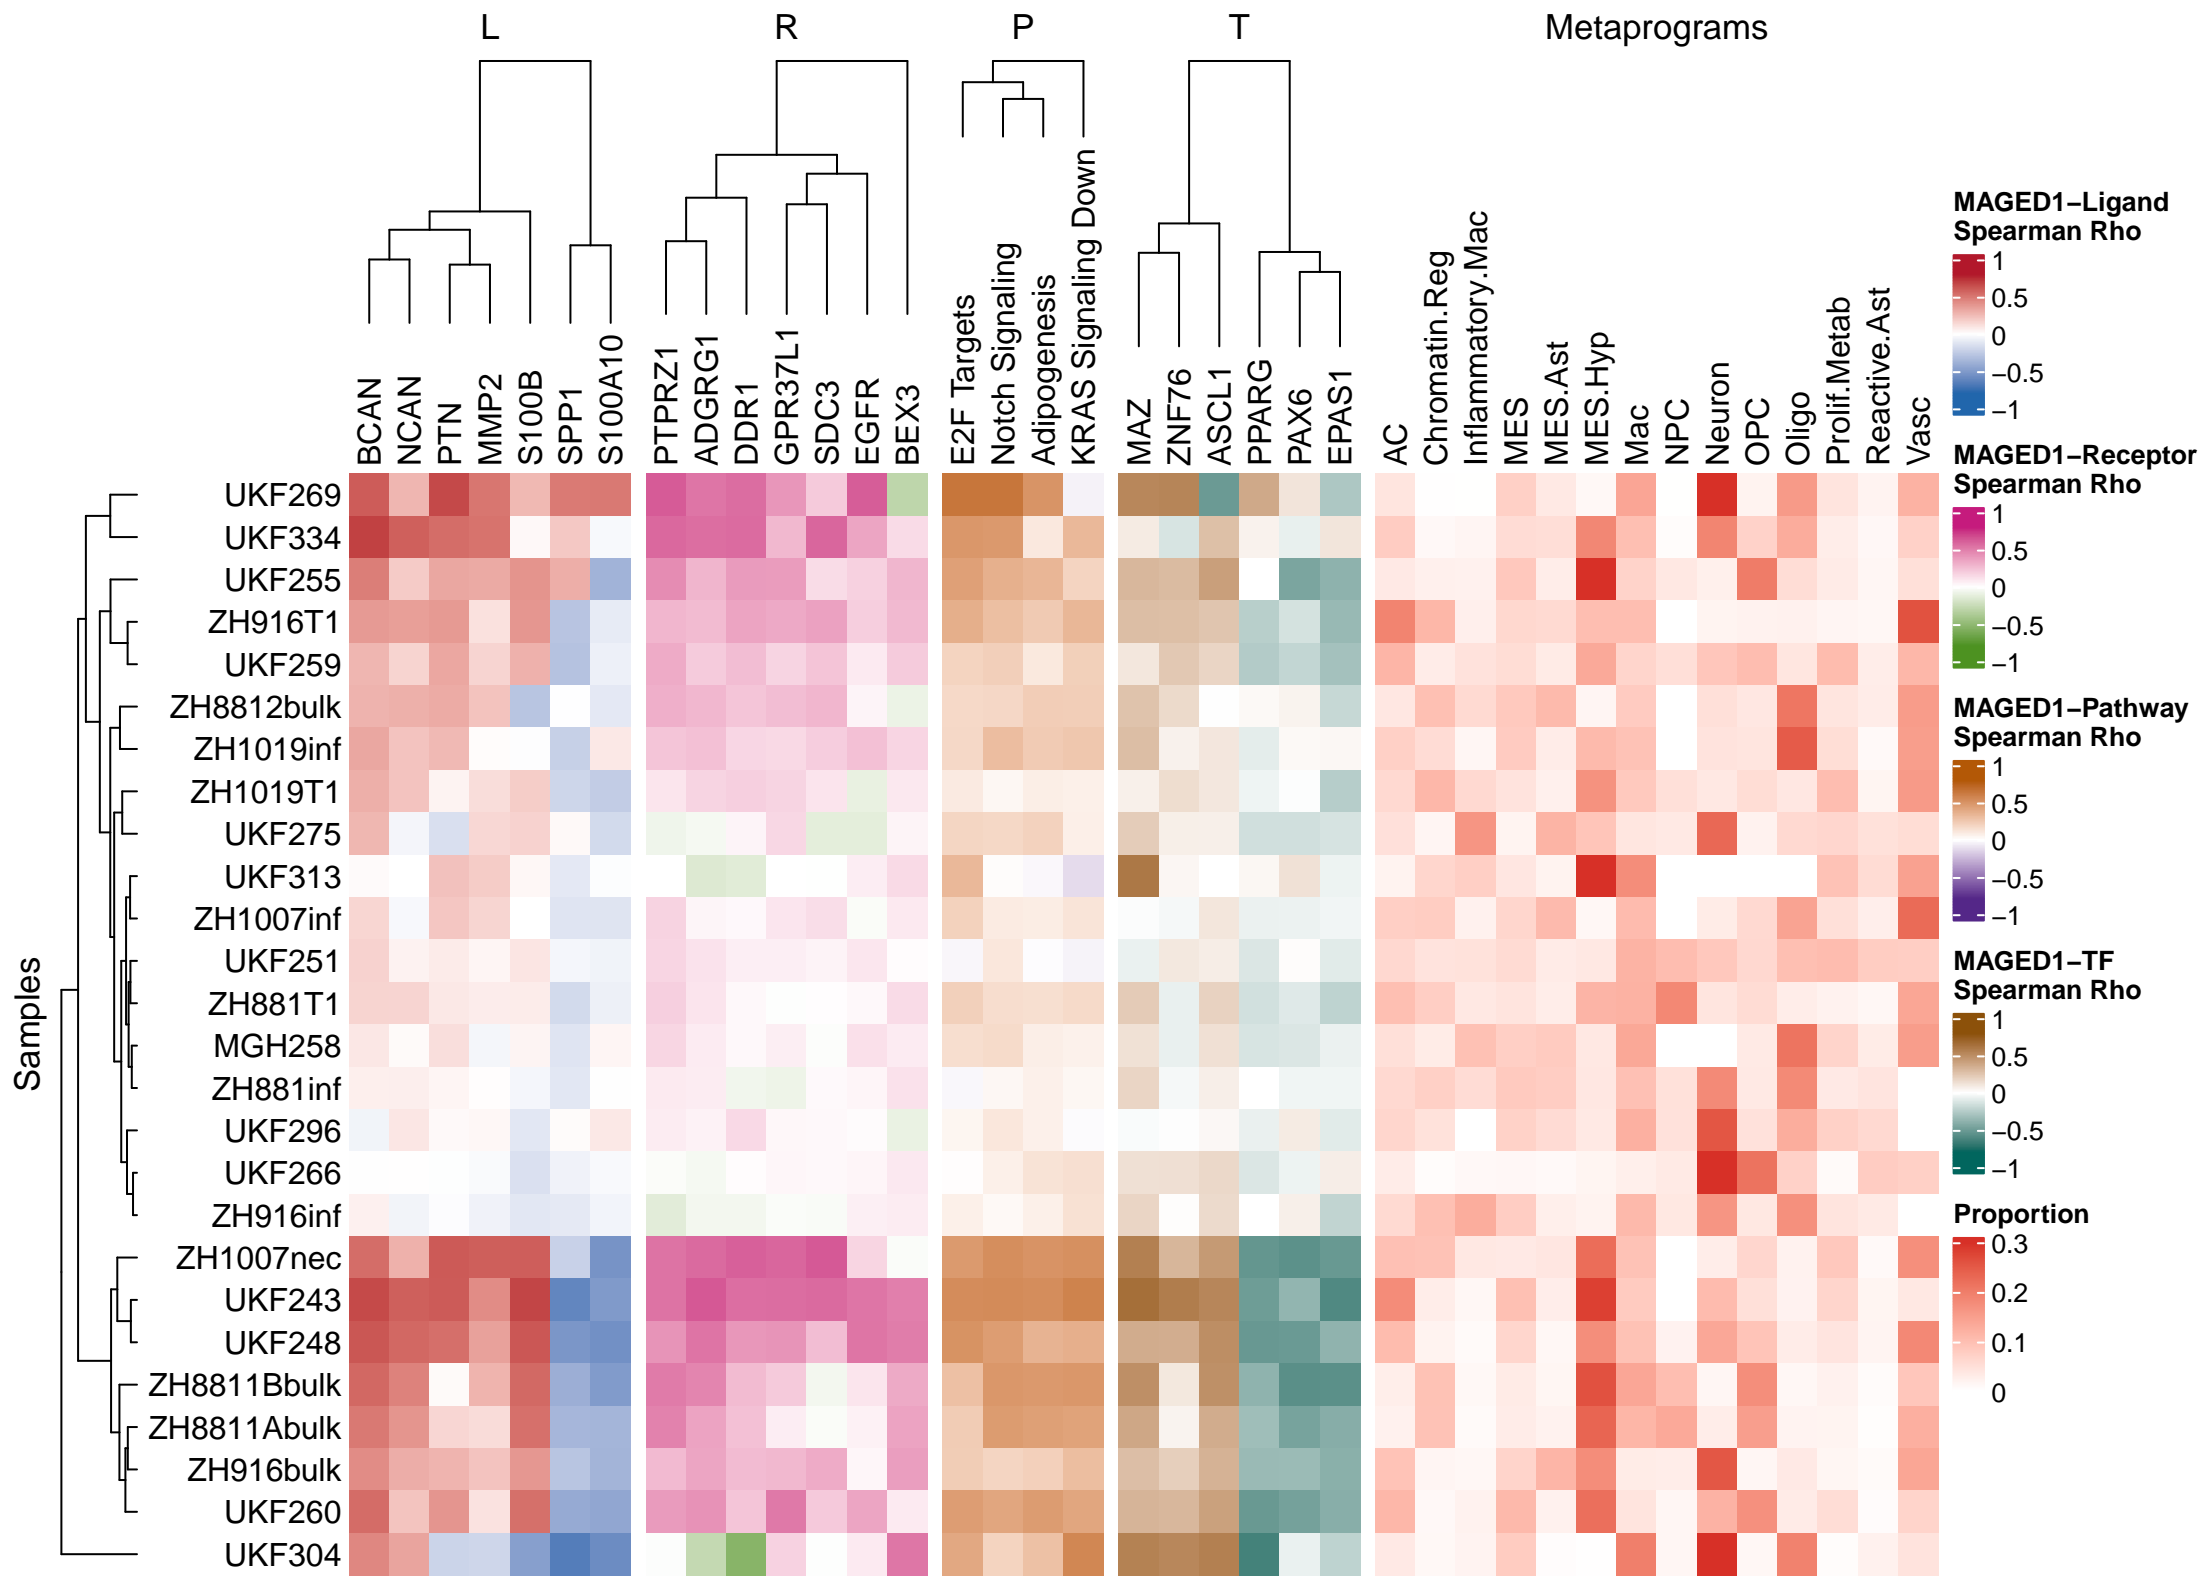 L R P T Metaprograms
BCAN NCAN PTN MMP2 S100B SPP1 S100A10
PTPRZ1 ADGRG1 DDR1 GPR37L1 SDC3 EGFR BEX3
E2F Targets
Notch Signaling
Adipogenesis
KRAS Signaling Down
MAZ ZNF76 ASCL1 PPARG PAX6 EPAS1
AC Chromatin.Reg Inflammatory.Mac MES MES.Ast MES.Hyp Mac NPC Neuron OPC Oligo Prolif.Metab Reactive.Ast Vasc
Samples
UKF269
UKF334
UKF255
ZH916T1
UKF259
ZH8812bulk
ZH1019inf
ZH1019T1
UKF275
UKF313
ZH1007inf
UKF251
ZH881T1
MGH258
ZH881inf
UKF296
UKF266
ZH916inf
ZH1007nec
UKF243
UKF248
ZH8811Bbulk
ZH8811Abulk
ZH916bulk
UKF260
UKF304
MAGED1−Ligand
Spearman Rho
1
0.5
0
−0.5
−1
MAGED1−Receptor
Spearman Rho
1
0.5
0
−0.5
−1
MAGED1−Pathway
Spearman Rho
1
0.5
0
−0.5
−1
MAGED1−TF
Spearman Rho
1
0.5
0
−0.5
−1
Proportion
0.3
0.2
0.1
0